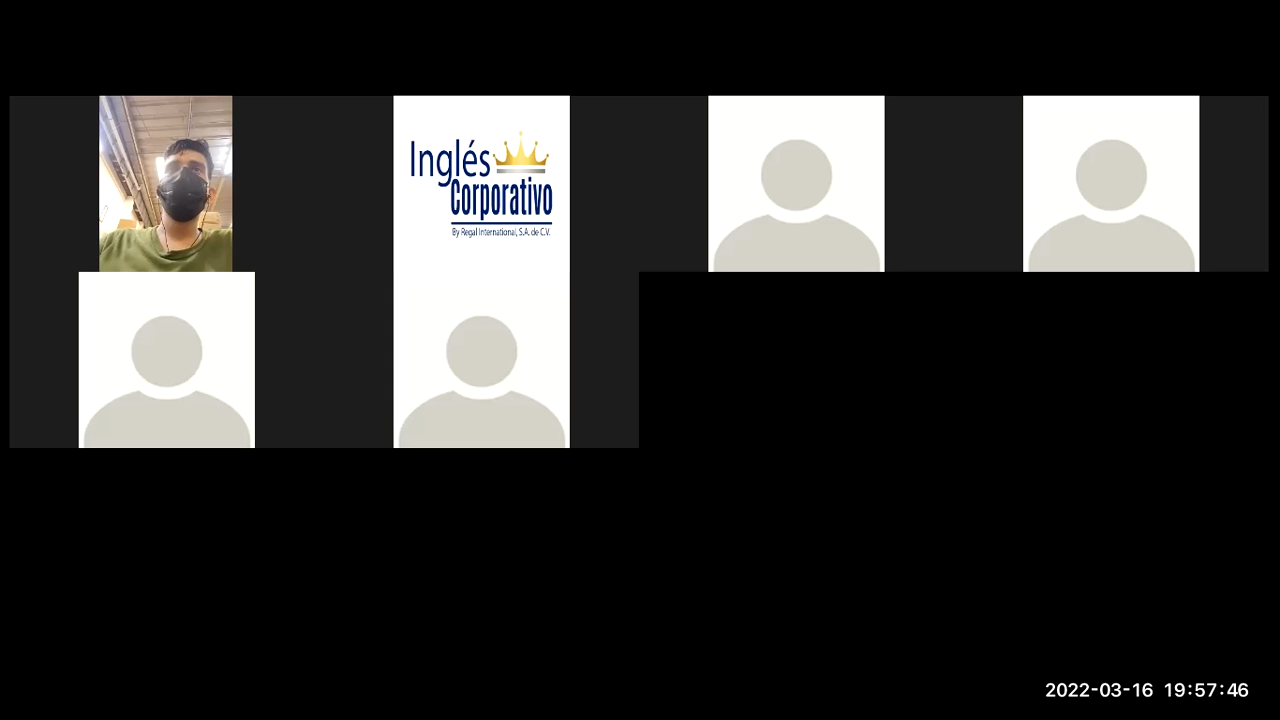 Inglés
Corporativo
By Regal International, S.A. de C.V.
2022-03-16 19:57:46